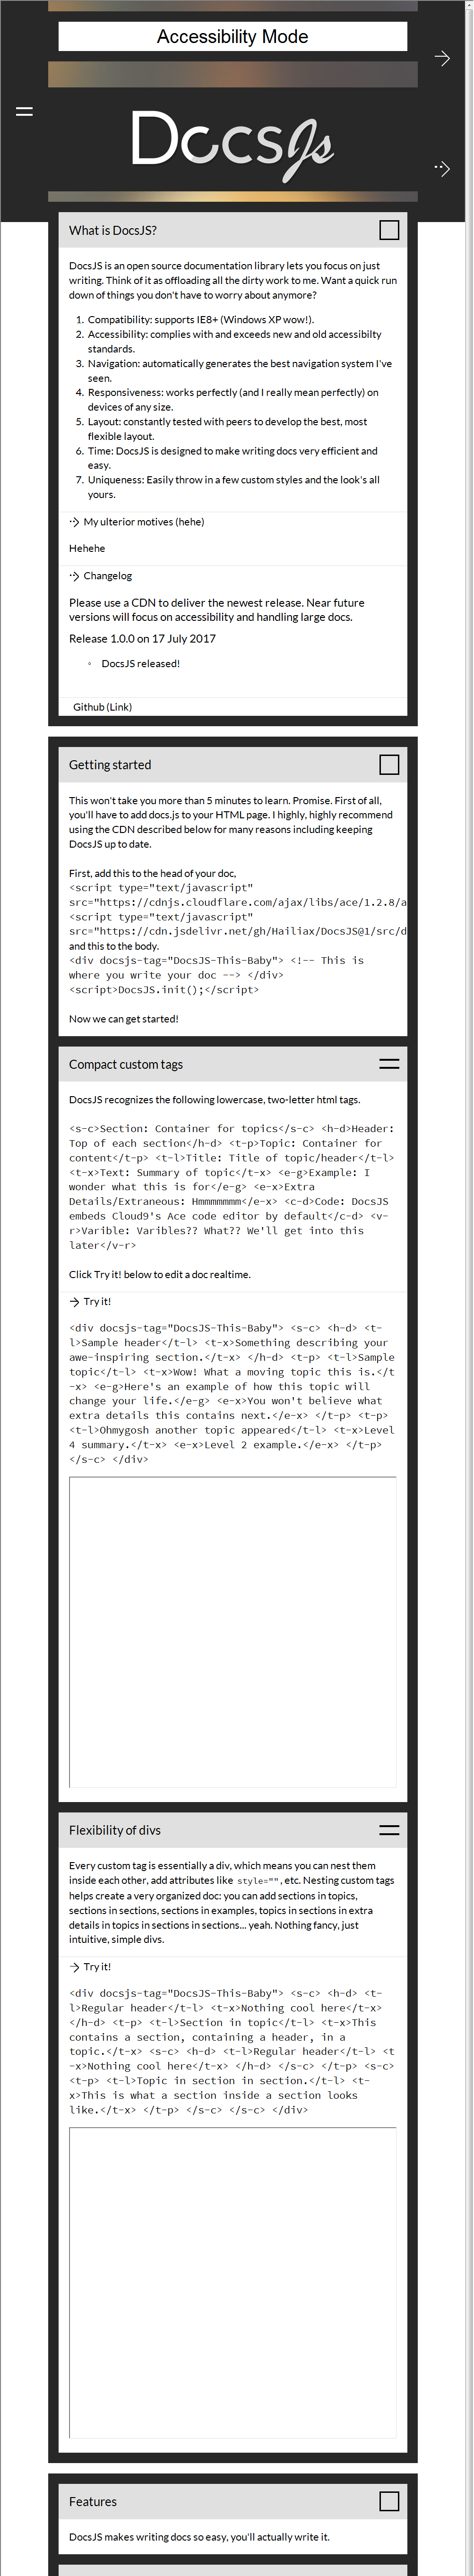 Accessibility Mode
DocsJs
What is DocsJS?
DocsJS is an open source documentation library lets you focus on just
writing. Think of it as offloading all the dirty work to me. Want a quick run
down of things you don't have to worry about anymore?
1. Compatibility: supports IE8+ (Windows XP wow!).
2. Accessibility: complies with and exceeds new and old accessibilty
standards.
3. Navigation: automatically generates the best navigation system I've
seen.
4. Responsiveness: works perfectly (and I really mean perfectly) on
devices of any size.
5. Layout: constantly tested with peers to develop the best, most
flexible layout.
6. Time: DocsJS is designed to make writing docs very efficient and
easy.
7. Uniqueness: Easily throw in a few custom styles and the look's all
yours.
My ulterior motives (hehe)
Hehehe
Changelog
Please use a CDN to deliver the newest release. Near future
versions will focus on accessibility and handling large docs.
Release 1.0.0 on 17 July 2017
◦ DocsJS released!
Github (Link)
Getting started
This won't take you more than 5 minutes to learn. Promise. First of all,
you'll have to add docs.js to your HTML page. I highly, highly recommend
using the CDN described below for many reasons including keeping
DocsJS up to date.
First, add this to the head of your doc,
<script type="text/javascript"
src="https://cdnjs.cloudflare.com/ajax/libs/ace/1.2.8/a
<script type="text/javascript"
src="https://cdn.jsdelivr.net/gh/Hailiax/DocsJS@1/src/d
and this to the body.
<div docsjs-tag="DocsJS-This-Baby"> <!-- This is
where you write your doc --> </div>
<script>DocsJS.init();</script>
Now we can get started!
Compact custom tags
DocsJS recognizes the following lowercase, two-letter html tags.
<s-c>Section: Container for topics</s-c> <h-d>Header:
Top of each section</h-d> <t-p>Topic: Container for
content</t-p> <t-l>Title: Title of topic/header</t-l>
<t-x>Text: Summary of topic</t-x> <e-g>Example: I
wonder what this is for</e-g> <e-x>Extra
Details/Extraneous: Hmmmmmmm</e-x> <c-d>Code: DocsJS
embeds Cloud9's Ace code editor by default</c-d> <v-
r>Varible: Varibles?? What?? We'll get into this
later</v-r>
Click Try it! below to edit a doc realtime.
Try it!
<div docsjs-tag="DocsJS-This-Baby"> <s-c> <h-d> <t-
l>Sample header</t-l> <t-x>Something describing your
awe-inspiring section.</t-x> </h-d> <t-p> <t-l>Sample
topic</t-l> <t-x>Wow! What a moving topic this is.</t
-x> <e-g>Here's an example of how this topic will
change your life.</e-g> <e-x>You won't believe what
extra details this contains next.</e-x> </t-p> <t-p>
<t-l>Ohmygosh another topic appeared</t-l> <t-x>Level
4 summary.</t-x> <e-x>Level 2 example.</e-x> </t-p>
</s-c> </div>
Flexibility of divs
Every custom tag is essentially a div, which means you can nest them
inside each other, add attributes like style="", etc. Nesting custom tags
helps create a very organized doc: you can add sections in topics,
sections in sections, sections in examples, topics in sections in extra
details in topics in sections in sections... yeah. Nothing fancy, just
intuitive, simple divs.
Try it!
<div docsjs-tag="DocsJS-This-Baby"> <s-c> <h-d> <t-
l>Regular header</t-l> <t-x>Nothing cool here</t-x>
</h-d> <t-p> <t-l>Section in topic</t-l> <t-x>This
contains a section, containing a header, in a
topic.</t-x> <s-c> <h-d> <t-l>Regular header</t-l> <t
-x>Nothing cool here</t-x> </h-d> </s-c> </t-p> <s-c>
<t-p> <t-l>Topic in section in section.</t-l> <t-
x>This is what a section inside a section looks
like.</t-x> </t-p> </s-c> </s-c> </div>
Features
DocsJS makes writing docs so easy, you'll actually write it.